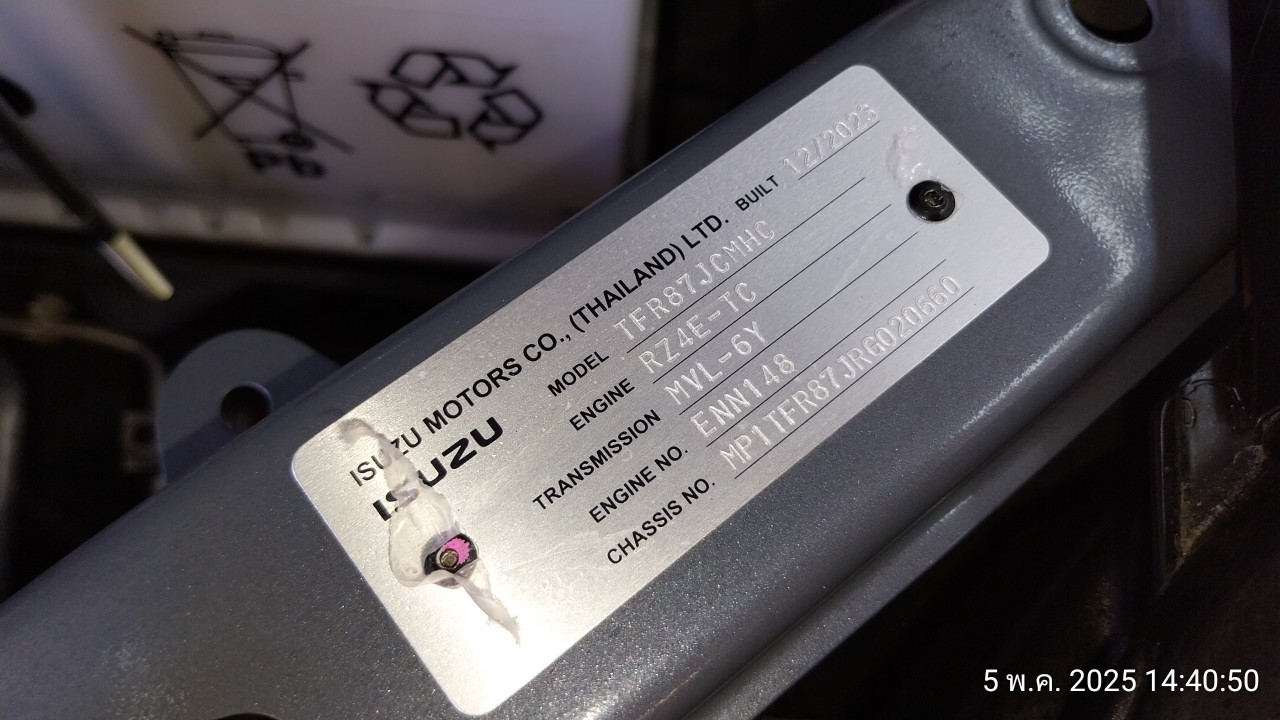 Pb
ISUZU MOTORS CO., (THAILAND) LTD. BUILT 12/2023
ISUZU
MODEL TFR87JCMHC
ENGINE RZ4E-TC
TRANSMISSION MVL-6Y
ENGINE NO. ENN148
CHASSIS NO. MP1TFR87JRG020660
5 พ.ค. 2025 14:40:50